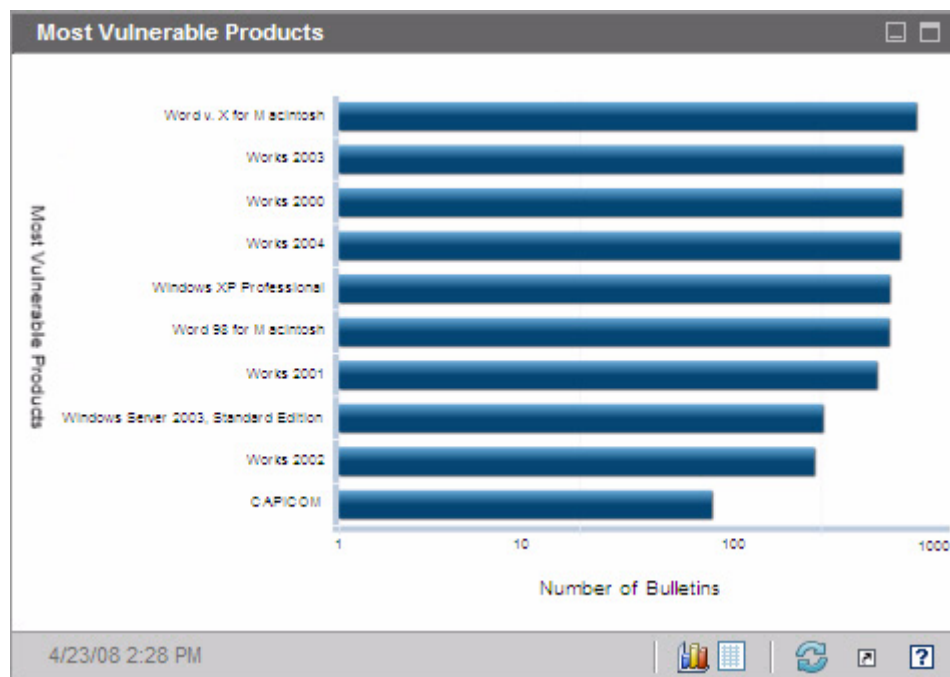 Most Vulnerable Products
Most Vulnerable Products
Word v. X for Macintosh
Works 2003
Works 2000
Works 2004
Windows XP Professional
Word 98 for Macintosh
Works 2001
Windows Server 2003, Standard Edition
Works 2002
CAPICOM
1 10 100 1000
Number of Bulletins
4/23/08 2:28 PM
?